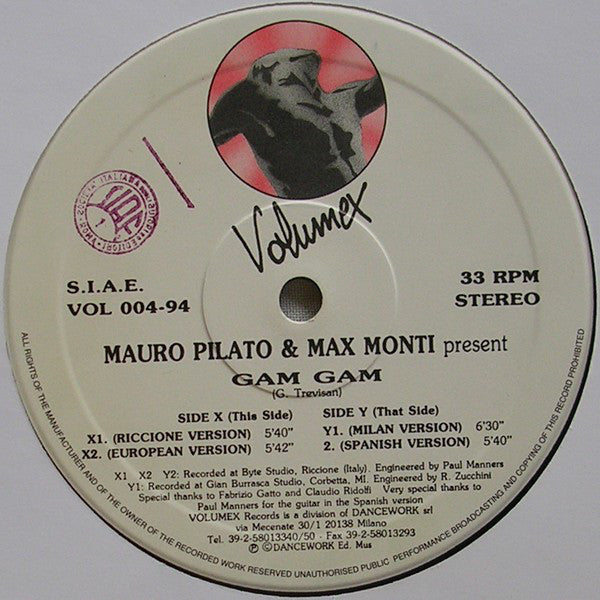 Volumex
SOCIETA ITALIANA
AUTORI EDITORI
ROMA
S.I.A.E.
VOL 004-94
33 RPM
STEREO
MAURO PILATO & MAX MONTI present
GAM GAM
(G. Trevisan)
SIDE X (This Side)
X1. (RICCIONE VERSION) 5'40"
X2. (EUROPEAN VERSION) 5'42"
SIDE Y (That Side)
Y1. (MILAN VERSION) 6'30"
2. (SPANISH VERSION) 5'40"
X1 X2 Y2: Recorded at Byte Studio, Riccione (Italy). Engineered by Paul Manners
Y1: Recorded at Gian Burrasca Studio, Corbetta, MI. Engineered by R. Zucchini
Special thanks to Fabrizio Gatto and Claudio Ridolfi Very special thanks to
Paul Manners for the guitar in the Spanish version
VOLUMEX Records is a division of DANCEWORK srl
via Mecenate 30/1 20138 Milano
Tel. 39-2-58013340/50 - Fax 39-2-58013293
℗ ©DANCEWORK Ed. Mus
ALL RIGHTS OF THE MANUFACTURER AND OF THE OWNER OF THE RECORDED WORK RESERVED UNAUTHORISED PUBLIC PERFORMANCE BROADCASTING AND COPYING OF THIS RECORD PROHIBITED